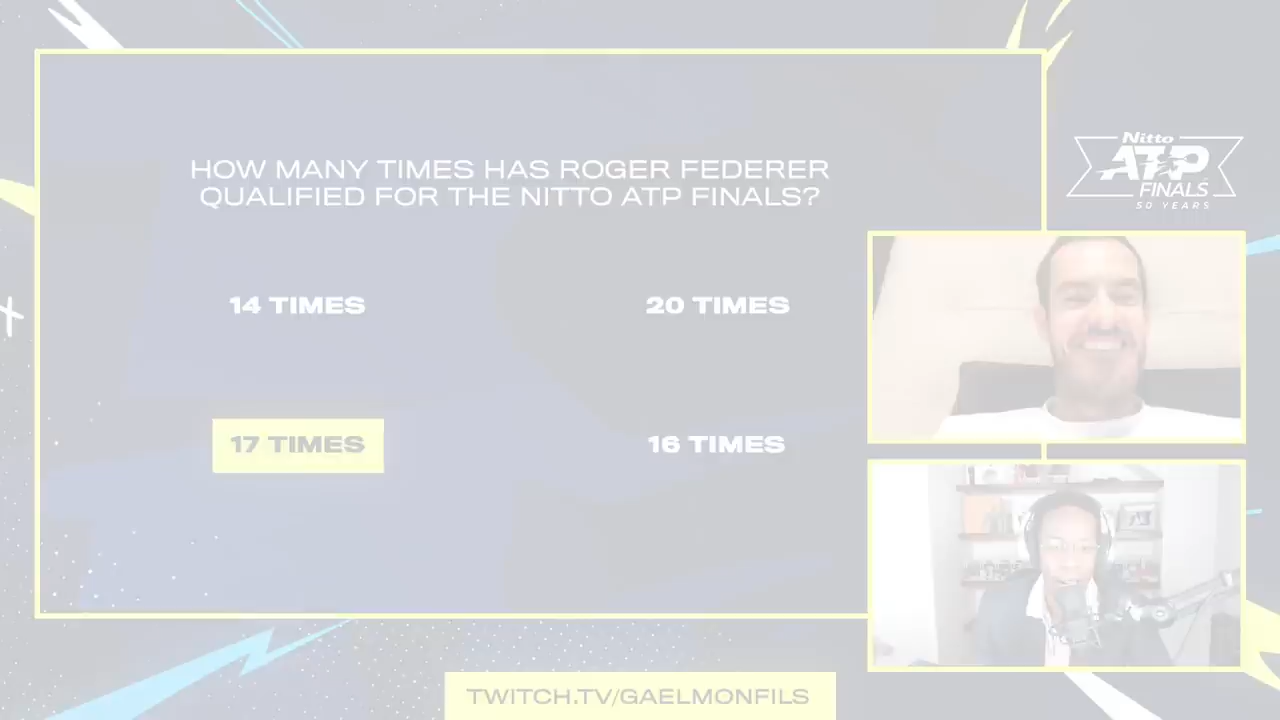 HOW MANY TIMES HAS ROGER FEDERER
QUALIFIED FOR THE NITTO ATP FINALS?
14 TIMES
20 TIMES
17 TIMES
16 TIMES
Nitto
ATP
FINALS
50 YEARS
TWITCH.TV/GAELMONFILS